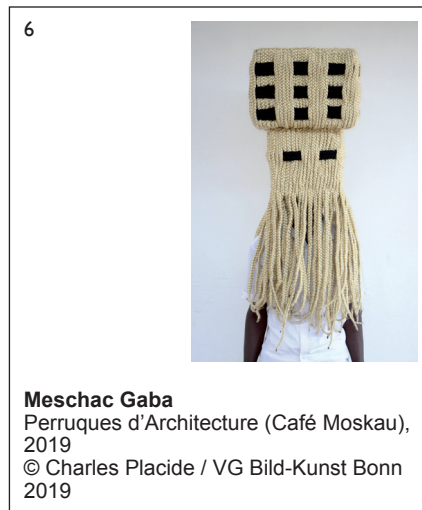 6
Meschac Gaba
Perruques d’Architecture (Café Moskau),
2019
© Charles Placide / VG Bild-Kunst Bonn
2019